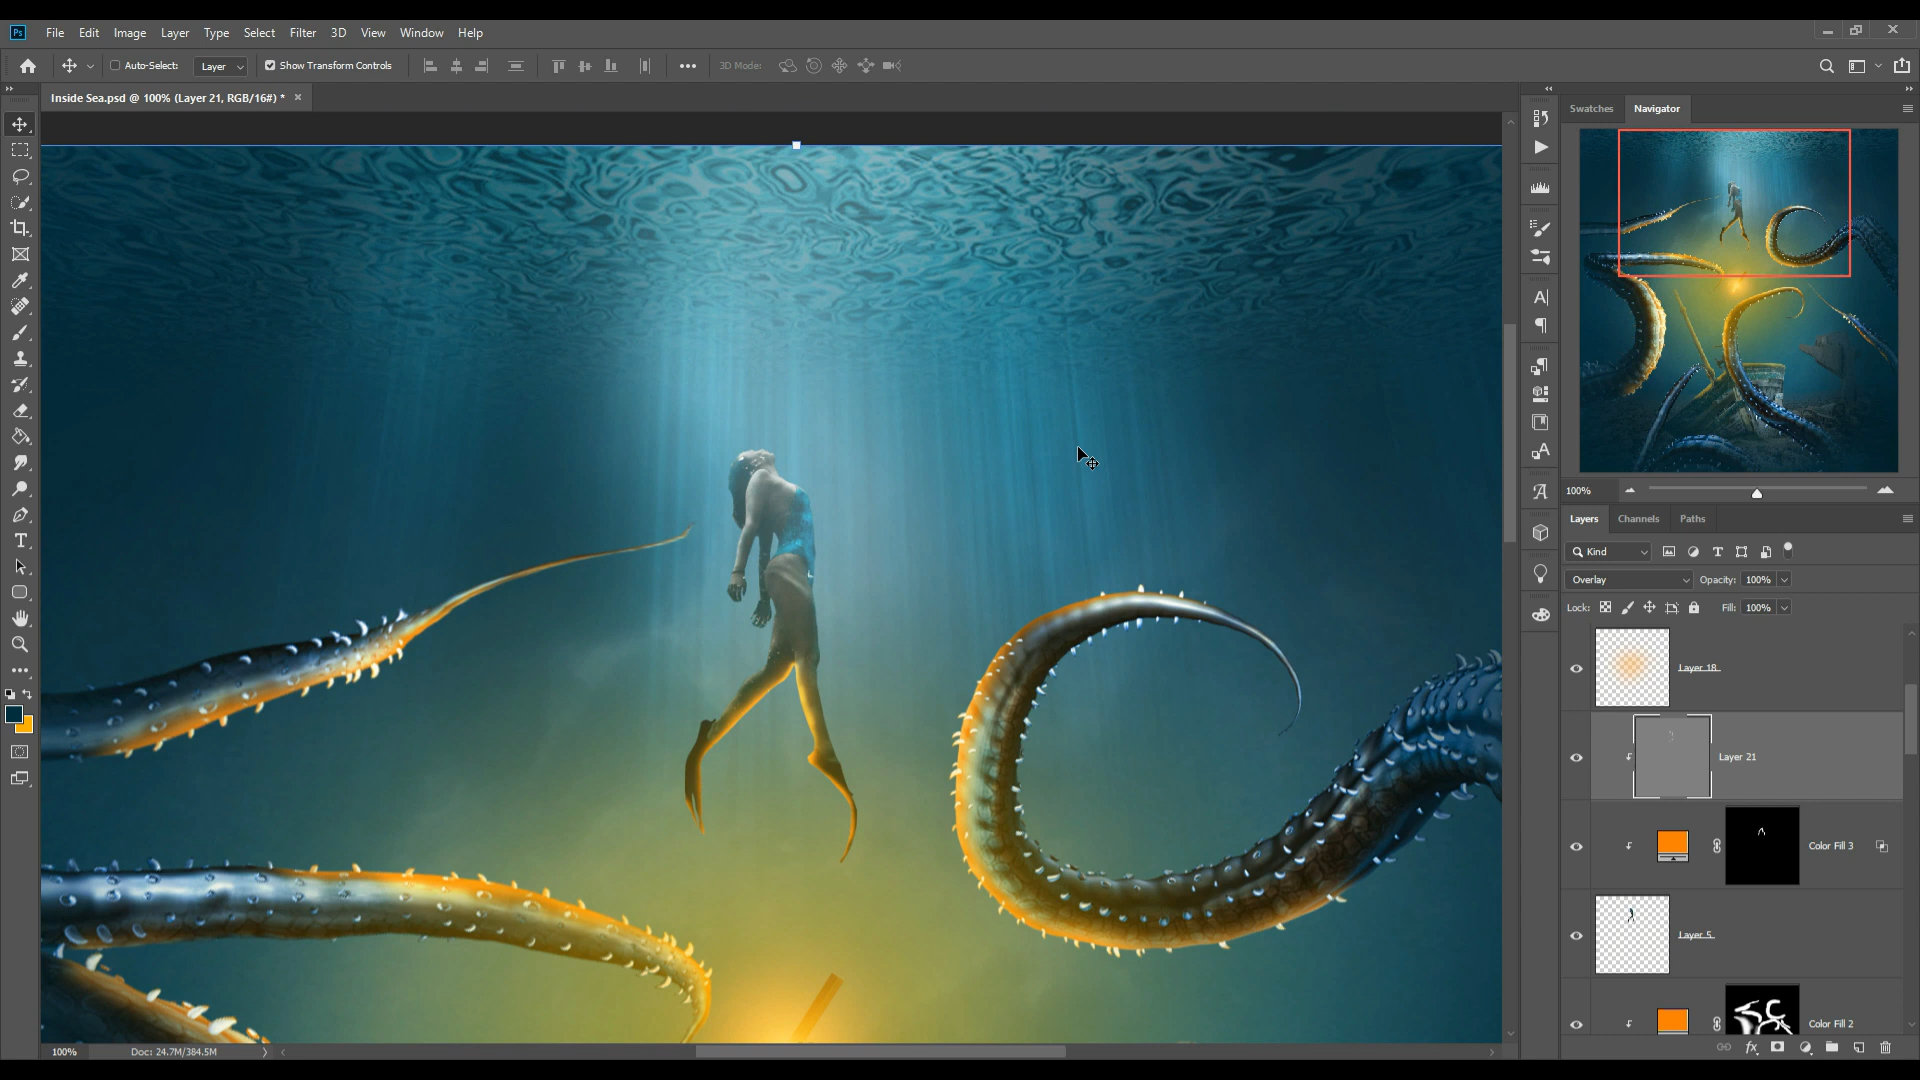 Ps File Edit Image Layer Type Select Filter 3D View Window Help
Auto-Select: Layer Show Transform Controls 3D Mode:
Inside Sea.psd @ 100% (Layer 21, RGB/16#) *
Swatches Navigator
100%
Layers Channels Paths
Kind
Overlay Opacity: 100%
Lock: Fill: 100%
Layer 18
Layer 21
Color Fill 3
Layer 5
Color Fill 2
100% Doc: 24.7M/384.5M